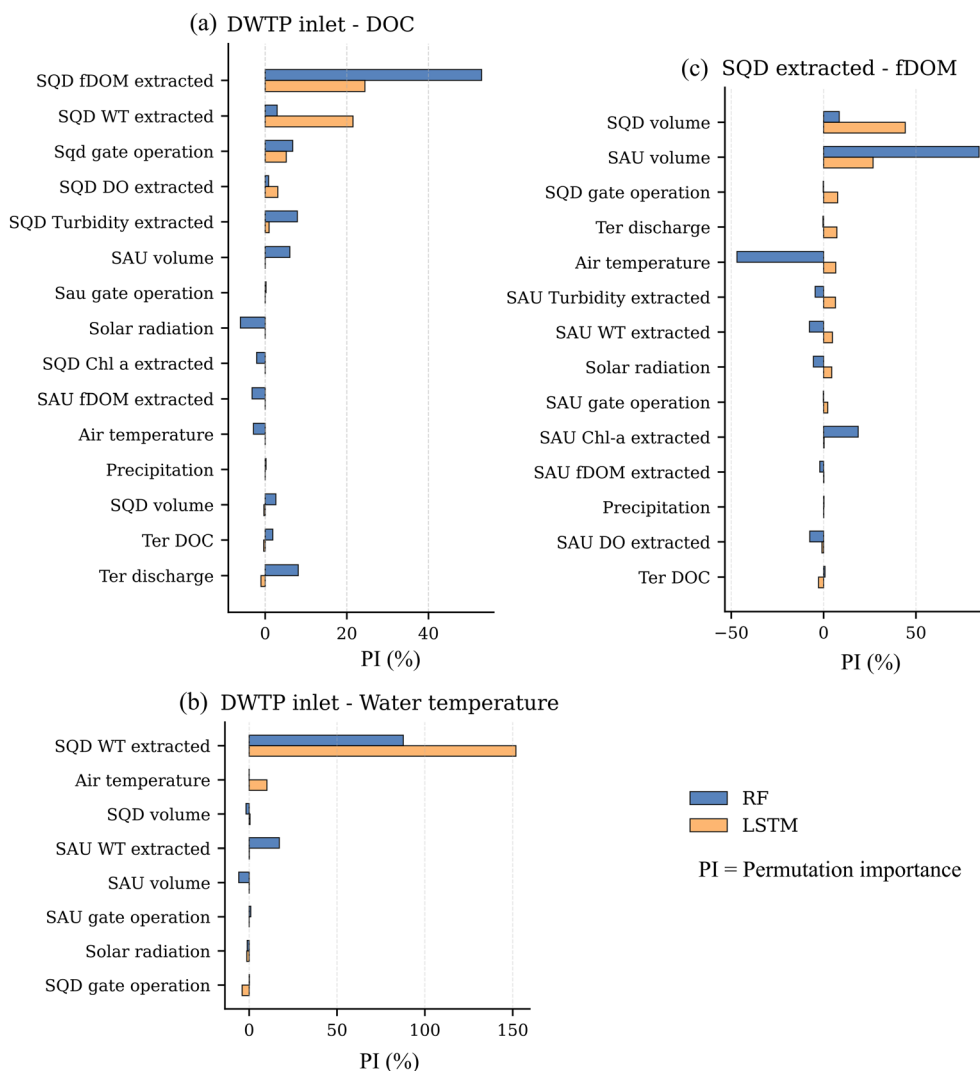 (a) DWTP inlet - DOC
SQD fDOM extracted
SQD WT extracted
Sqd gate operation
SQD DO extracted
SQD Turbidity extracted
SAU volume
Sau gate operation
Solar radiation
SQD Chl a extracted
SAU fDOM extracted
Air temperature
Precipitation
SQD volume
Ter DOC
Ter discharge
0 20 40
PI (%)
(c) SQD extracted - fDOM
SQD volume
SAU volume
SQD gate operation
Ter discharge
Air temperature
SAU Turbidity extracted
SAU WT extracted
Solar radiation
SAU gate operation
SAU Chl-a extracted
SAU fDOM extracted
Precipitation
SAU DO extracted
Ter DOC
−50 0 50
PI (%)
(b) DWTP inlet - Water temperature
SQD WT extracted
Air temperature
SQD volume
SAU WT extracted
SAU volume
SAU gate operation
Solar radiation
SQD gate operation
0 50 100 150
PI (%)
RF
LSTM
PI = Permutation importance